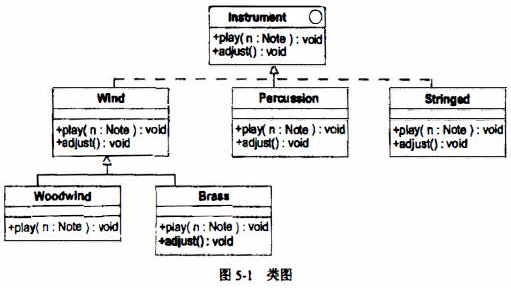 Instrument
+play( n : Note ) : void
+adjust() : void
Wind
+play( n : Note ) : void
+adjust() : void
Percussion
+play( n : Note ) : void
+adjust() : void
Stringed
+play( n : Note ) : void
+adjust() : void
Woodwind
+play( n : Note ) : void
Brass
+play( n : Note ) : void
+adjust() : void
图 5-1 类图